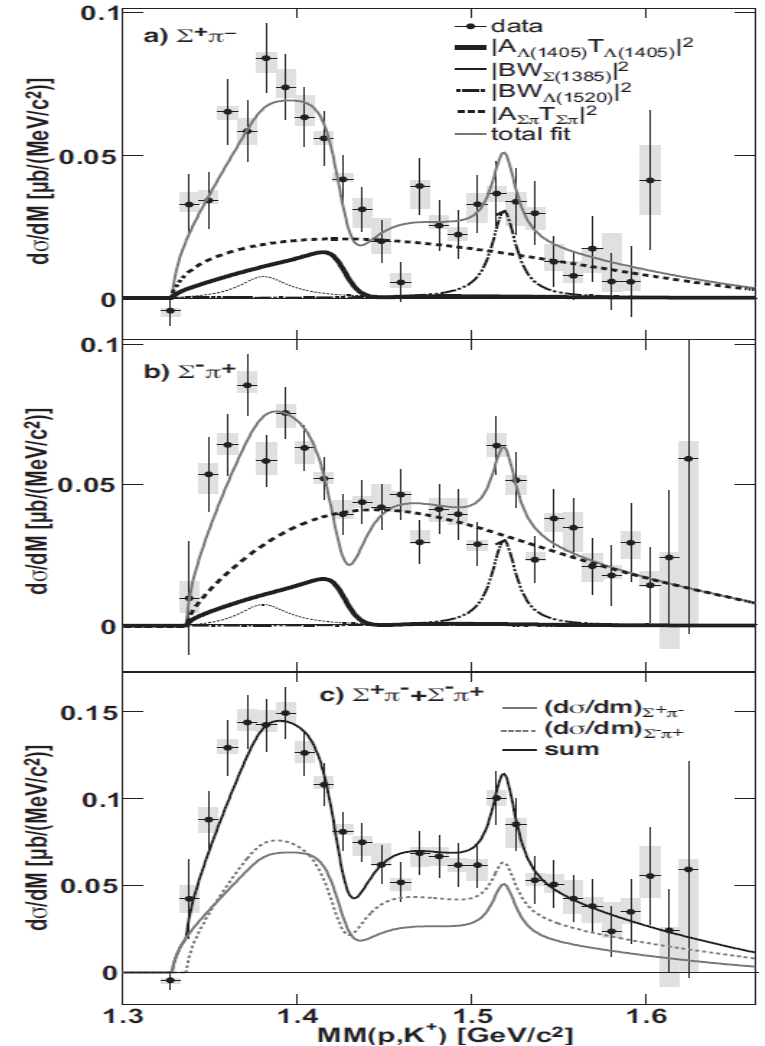 0.1
a) Σ⁺π⁻
data
|A_Λ(1405)T_Λ(1405)|²
|BW_Σ(1385)|²
|BW_Λ(1520)|²
|A_ΣπT_Σπ|²
total fit
0.05
0
dσ/dM [μb/(MeV/c²)]
0.1
b) Σ⁻π⁺
0.05
0
dσ/dM [μb/(MeV/c²)]
c) Σ⁺π⁻+Σ⁻π⁺
(dσ/dm)_Σ⁺π⁻
(dσ/dm)_Σ⁻π⁺
sum
0.15
0.1
0.05
0
dσ/dM [μb/(MeV/c²)]
1.3 1.4 1.5 1.6
MM(p,K⁺) [GeV/c²]